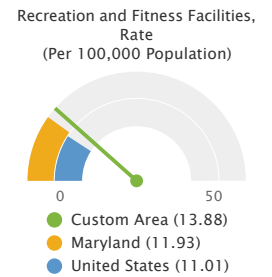 Recreation and Fitness Facilities,
Rate
(Per 100,000 Population)
0 50
Custom Area (13.88)
Maryland (11.93)
United States (11.01)